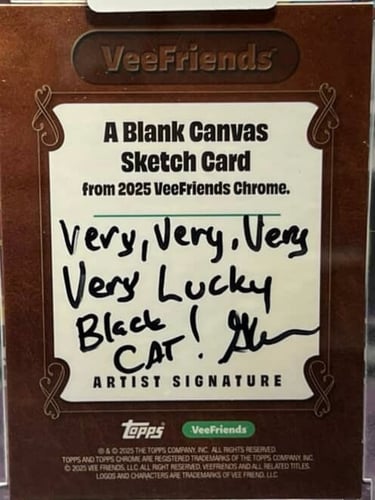 VeeFriends
A Blank Canvas
Sketch Card
from 2025 VeeFriends Chrome.
Very, Very, Very
Very Lucky
Black !
CAT
ARTIST SIGNATURE
Topps VeeFriends
® & © 2025 THE TOPPS COMPANY, INC. ALL RIGHTS RESERVED.
TOPPS AND TOPPS CHROME ARE REGISTERED TRADEMARKS OF THE TOPPS COMPANY, INC.
© 2025 VEE FRIENDS, LLC. ALL RIGHT RESERVED. VEEFRIENDS AND ALL RELATED TITLES,
LOGOS AND CHARACTERS ARE TRADEMARKS OF VEE FRIEND, LLC